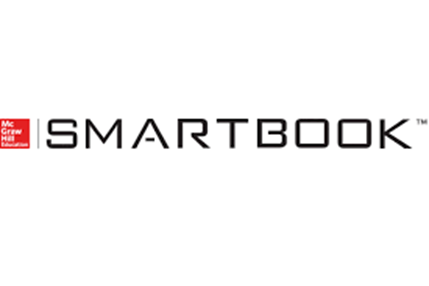 Mc
Graw
Hill
Education
SMARTBOOK™